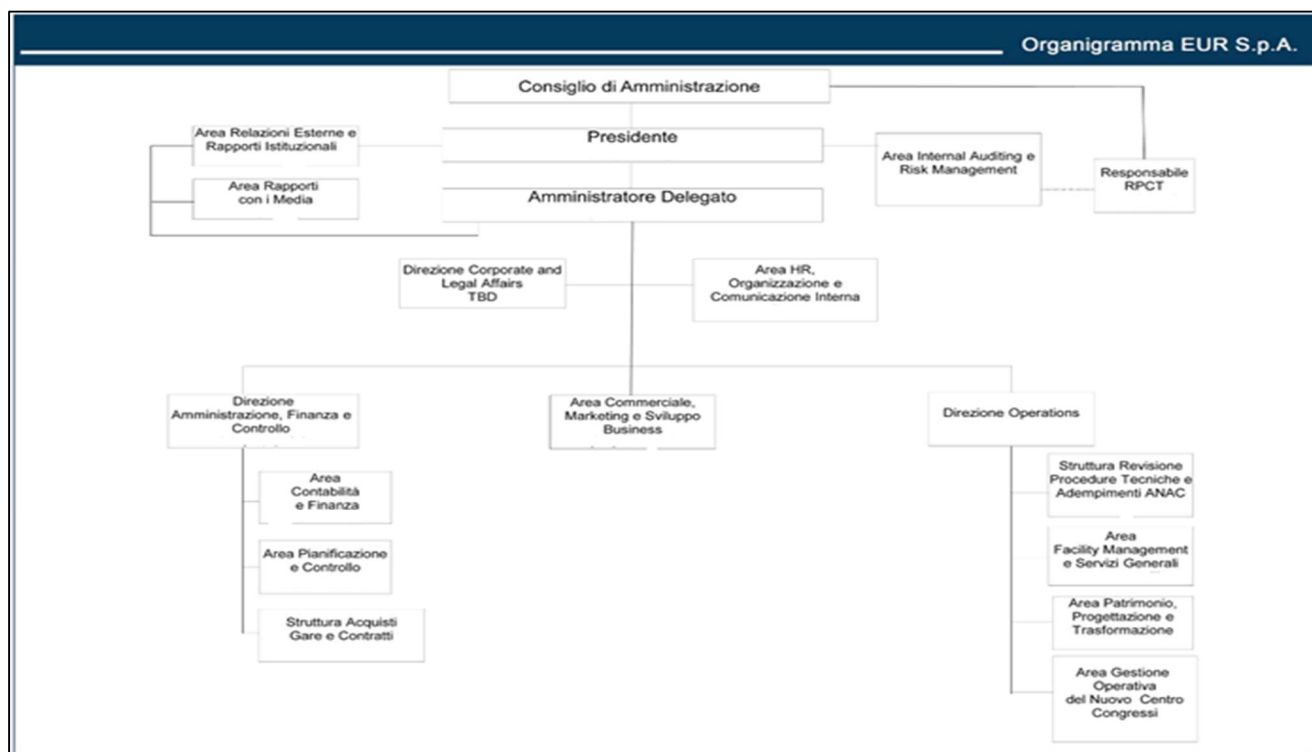 Organigramma EUR S.p.A.
Consiglio di Amministrazione
Area Relazioni Esterne e
Rapporti Istituzionali
Presidente
Area Internal Auditing e
Risk Management
Responsabile
RPCT
Area Rapporti
con i Media
Amministratore Delegato
Direzione Corporate and
Legal Affairs
TBD
Area HR,
Organizzazione e
Comunicazione Interna
Direzione
Amministrazione, Finanza e
Controllo
Area Commerciale,
Marketing e Sviluppo
Business
Direzione Operations
Area
Contabilità
e Finanza
Area Pianificazione
e Controllo
Struttura Acquisti
Gare e Contratti
Struttura Revisione
Procedure Tecniche e
Adempimenti ANAC
Area
Facility Management
e Servizi Generali
Area Patrimonio,
Progettazione e
Trasformazione
Area Gestione
Operativa
del Nuovo Centro
Congressi